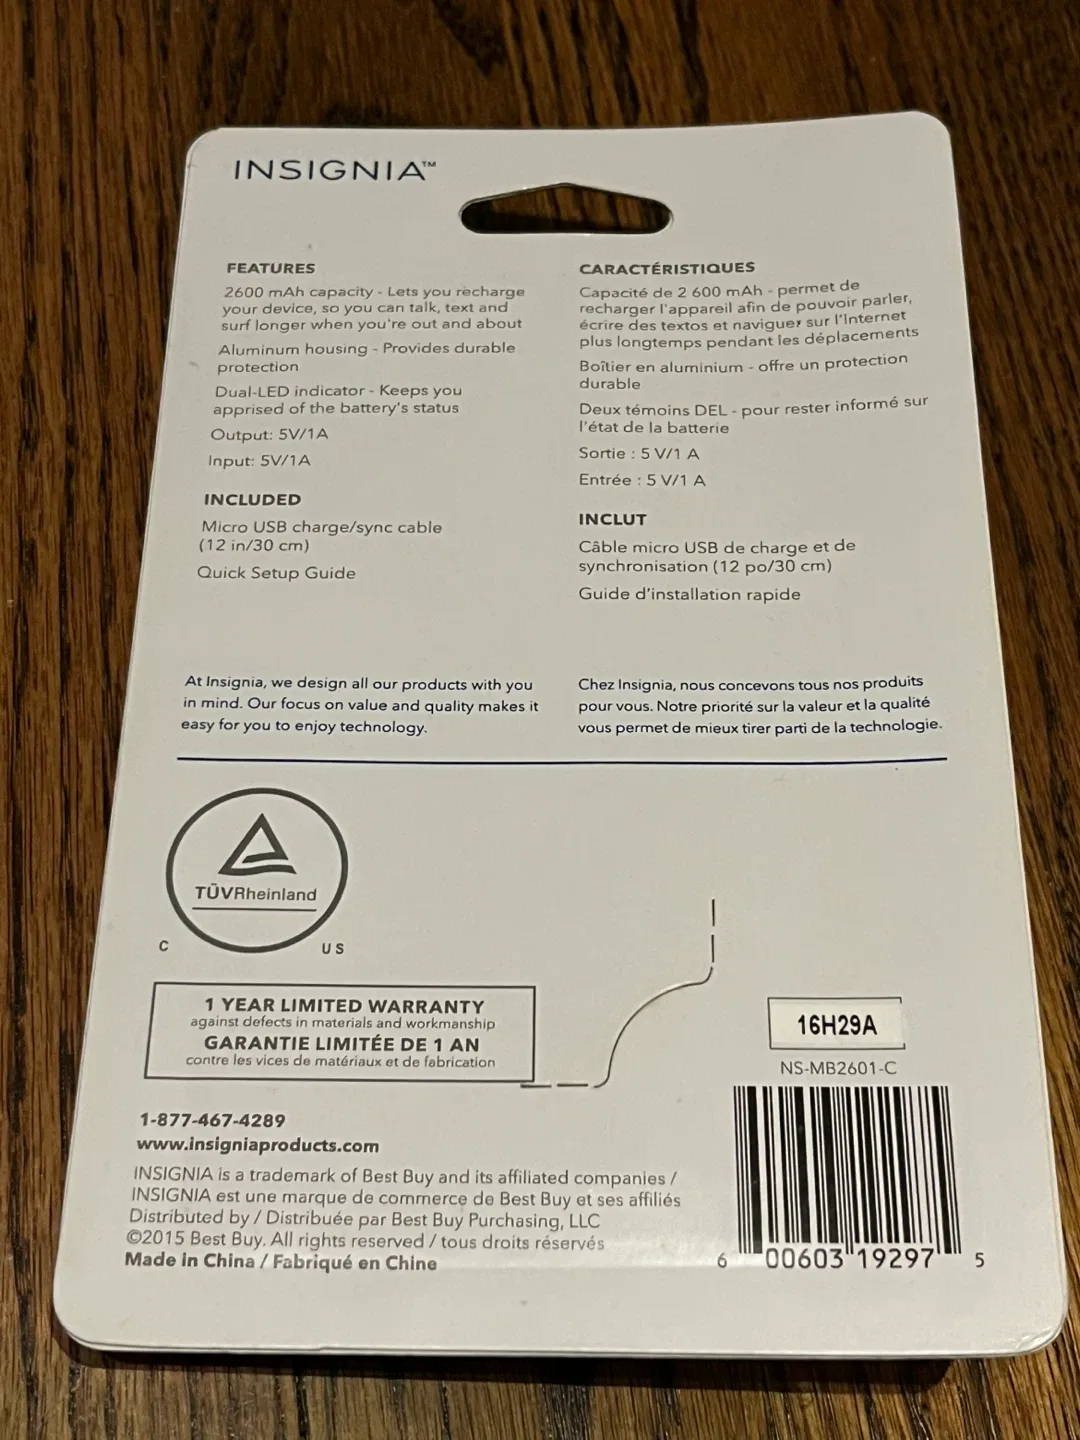 INSIGNIA™
FEATURES
2600 mAh capacity - Lets you recharge
your device, so you can talk, text and
surf longer when you're out and about
Aluminum housing - Provides durable
protection
Dual-LED indicator - Keeps you
apprised of the battery's status
Output: 5V/1A
Input: 5V/1A
INCLUDED
Micro USB charge/sync cable
(12 in/30 cm)
Quick Setup Guide
CARACTÉRISTIQUES
Capacité de 2 600 mAh - permet de
recharger l'appareil afin de pouvoir parler,
écrire des textos et naviguer sur l'Internet
plus longtemps pendant les déplacements
Boîtier en aluminium - offre un protection
durable
Deux témoins DEL - pour rester informé sur
l'état de la batterie
Sortie : 5 V/1 A
Entrée : 5 V/1 A
INCLUT
Câble micro USB de charge et de
synchronisation (12 po/30 cm)
Guide d'installation rapide
At Insignia, we design all our products with you
in mind. Our focus on value and quality makes it
easy for you to enjoy technology.
Chez Insignia, nous concevons tous nos produits
pour vous. Notre priorité sur la valeur et la qualité
vous permet de mieux tirer parti de la technologie.
TÜVRheinland
C US
1 YEAR LIMITED WARRANTY
against defects in materials and workmanship
GARANTIE LIMITÉE DE 1 AN
contre les vices de matériaux et de fabrication
1-877-467-4289
www.insigniaproducts.com
INSIGNIA is a trademark of Best Buy and its affiliated companies /
INSIGNIA est une marque de commerce de Best Buy et ses affiliés
Distributed by / Distribuée par Best Buy Purchasing, LLC
©2015 Best Buy. All rights reserved / tous droits réservés
Made in China / Fabriqué en Chine
16H29A
NS-MB2601-C
6 00603 19297 5